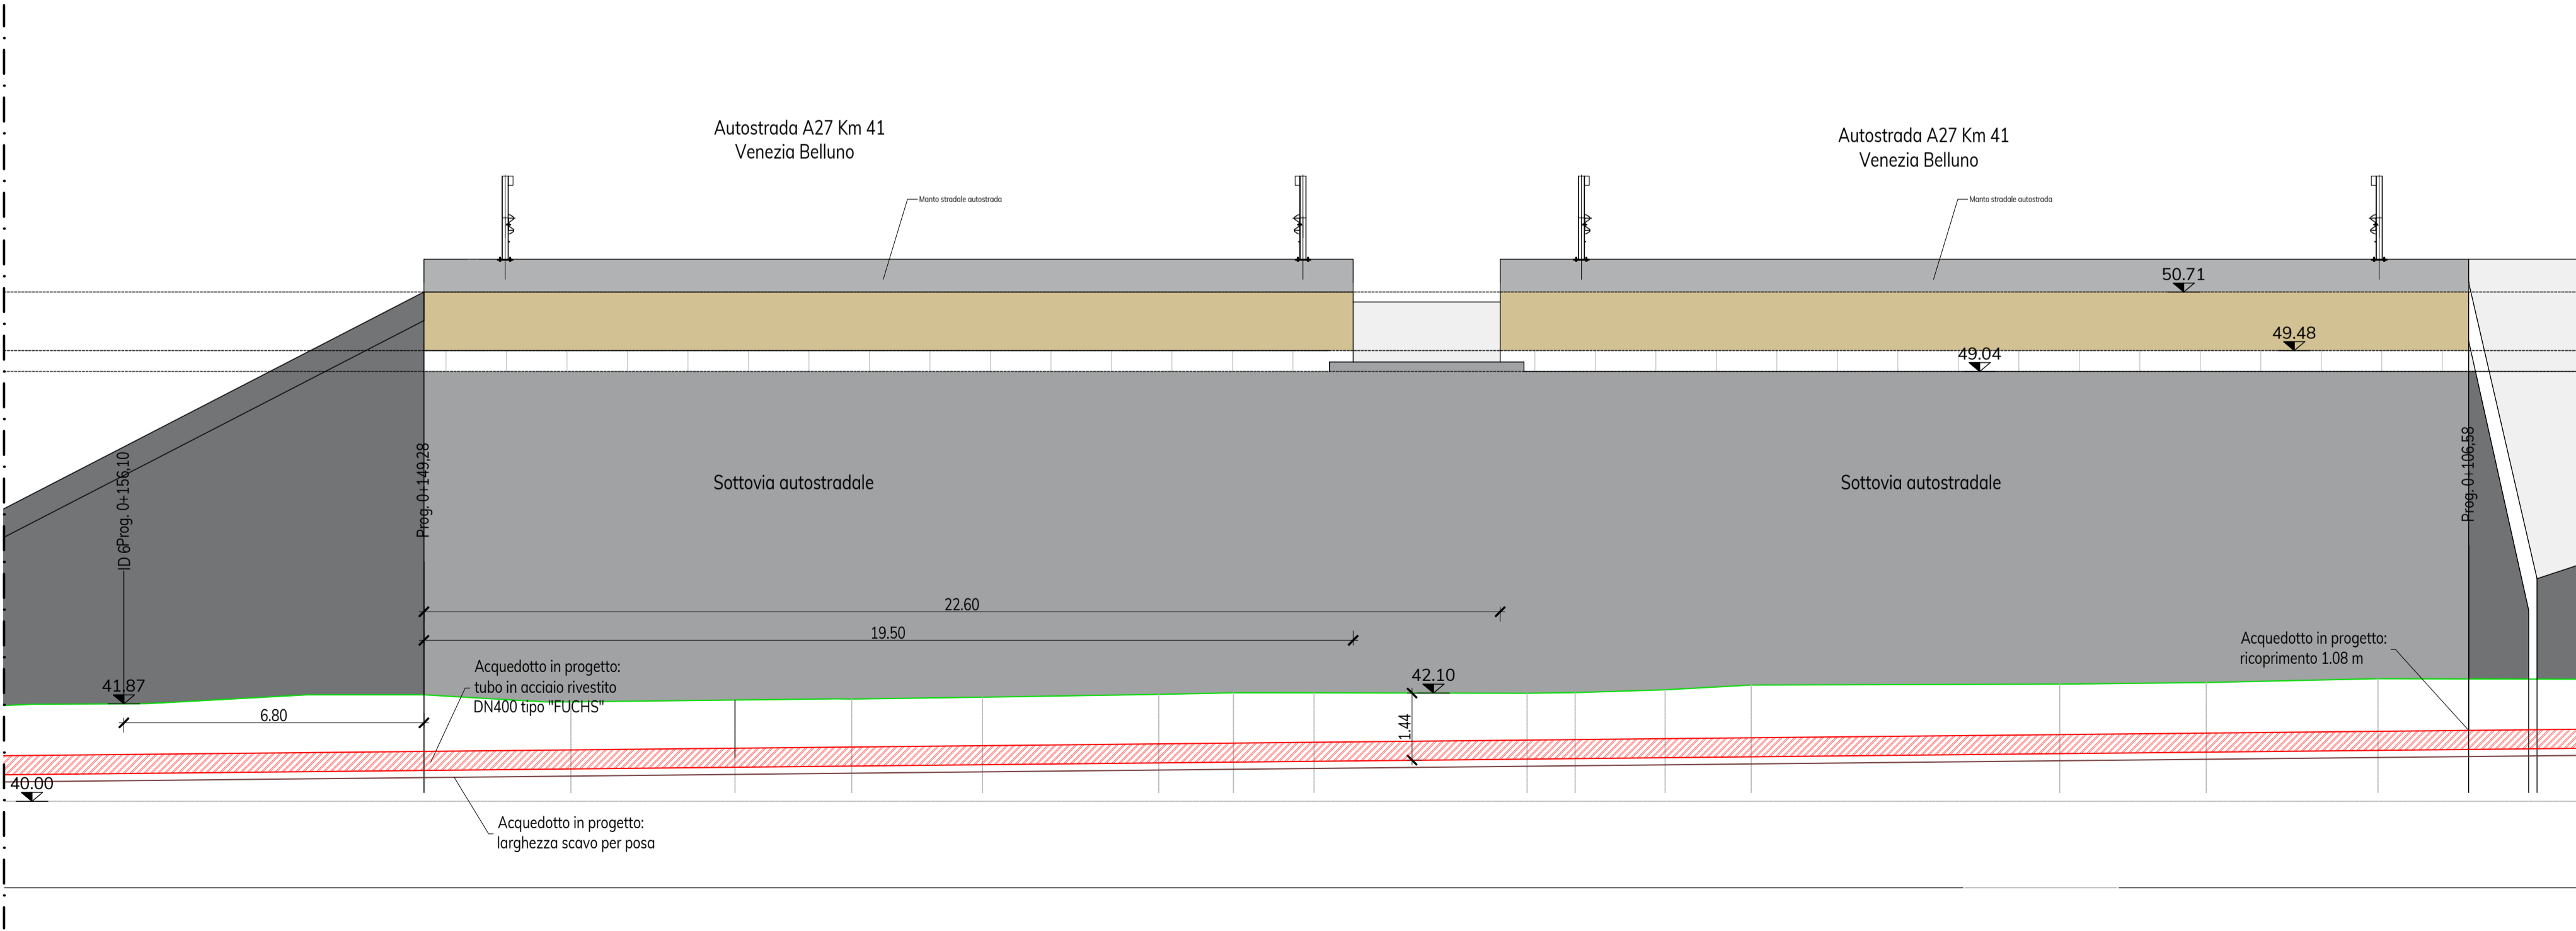 Autostrada A27 Km 41
Venezia Belluno
Autostrada A27 Km 41
Venezia Belluno
Manto stradale autostrada
Manto stradale autostrada
50.71
49.48
49.04
ID 6
Prog. 0+156,10
Prog. 0+149,28
Prog. 0+106,58
Sottovia autostradale
Sottovia autostradale
22.60
19.50
Acquedotto in progetto:
ricoprimento 1.08 m
Acquedotto in progetto:
tubo in acciaio rivestito
DN400 tipo "FUCHS"
41.87
42.10
6.80
1.44
40.00
Acquedotto in progetto:
larghezza scavo per posa